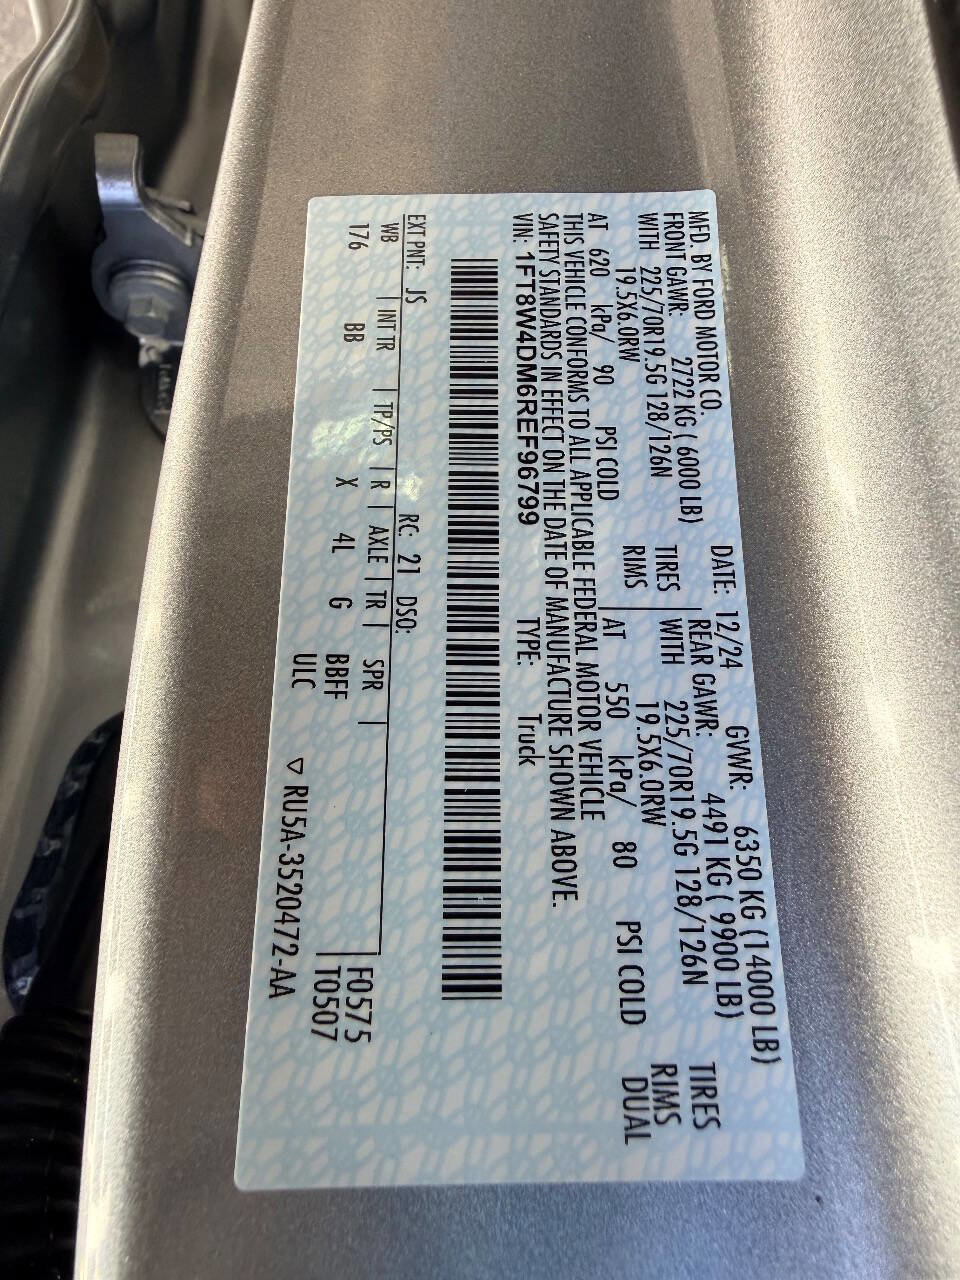 MFD. BY FORD MOTOR CO. DATE: 12/24 GVWR: 6350 KG (14000 LB)
FRONT GAWR: 2722 KG ( 6000 LB) REAR GAWR: 4491 KG ( 9900 LB)
WITH 225/70R19.5G 128/126N TIRES WITH 225/70R19.5G 128/126N TIRES
19.5X6.0RW RIMS 19.5X6.0RW RIMS
AT 620 kPa/ 90 PSI COLD AT 550 kPa/ 80 PSI COLD DUAL
THIS VEHICLE CONFORMS TO ALL APPLICABLE FEDERAL MOTOR VEHICLE
SAFETY STANDARDS IN EFFECT ON THE DATE OF MANUFACTURE SHOWN ABOVE.
VIN: 1FT8W4DM6REF96799 TYPE: Truck
EXT PNT: JS RC: 21 DSO:
WB | INT TR | TP/PS | R | AXLE | TR | SPR | F0575
176 BB X 4L G BBFF | T0507
ULC ▽ RU5A-3520472-AA